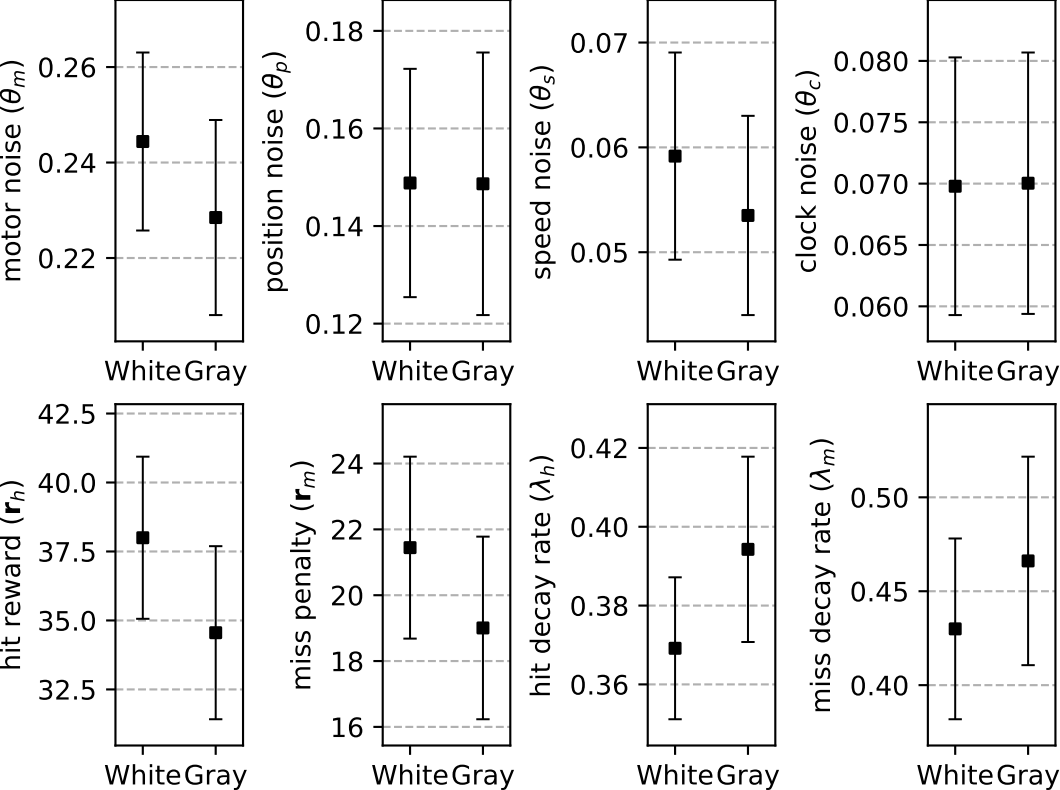 motor noise (θm)
0.26
0.24
0.22
White Gray
position noise (θp)
0.18
0.16
0.14
0.12
White Gray
speed noise (θs)
0.07
0.06
0.05
White Gray
clock noise (θc)
0.080
0.075
0.070
0.065
0.060
White Gray
hit reward (rh)
42.5
40.0
37.5
35.0
32.5
White Gray
miss penalty (rm)
24
22
20
18
16
White Gray
hit decay rate (λh)
0.42
0.40
0.38
0.36
White Gray
miss decay rate (λm)
0.50
0.45
0.40
White Gray